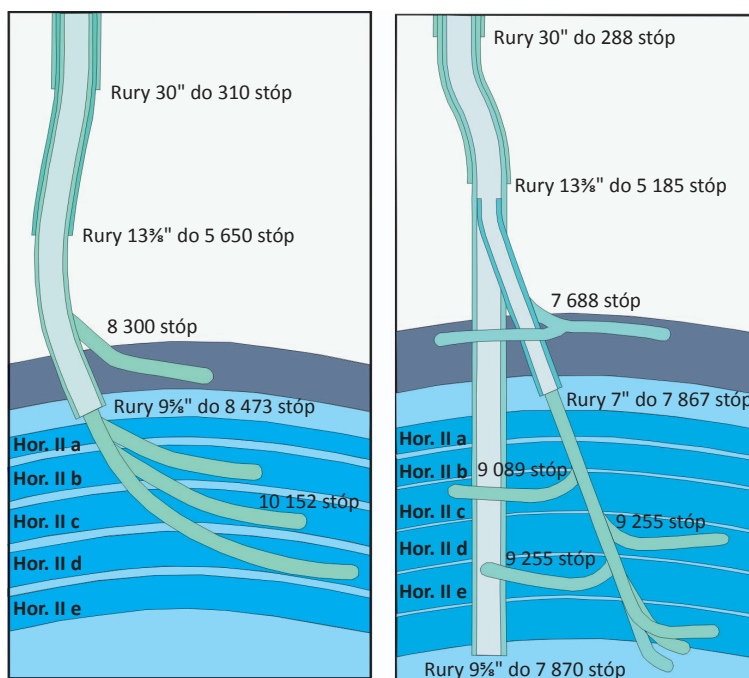 Rury 30" do 310 stóp
Rury 13⅜" do 5 650 stóp
8 300 stóp
Rury 9⅝" do 8 473 stóp
Hor. II a
Hor. II b
10 152 stóp
Hor. II c
Hor. II d
Hor. II e
Rury 30" do 288 stóp
Rury 13⅜" do 5 185 stóp
7 688 stóp
Rury 7" do 7 867 stóp
Hor. II a
Hor. II b
9 089 stóp
Hor. II c
9 255 stóp
Hor. II d
9 255 stóp
Hor. II e
Rury 9⅝" do 7 870 stóp